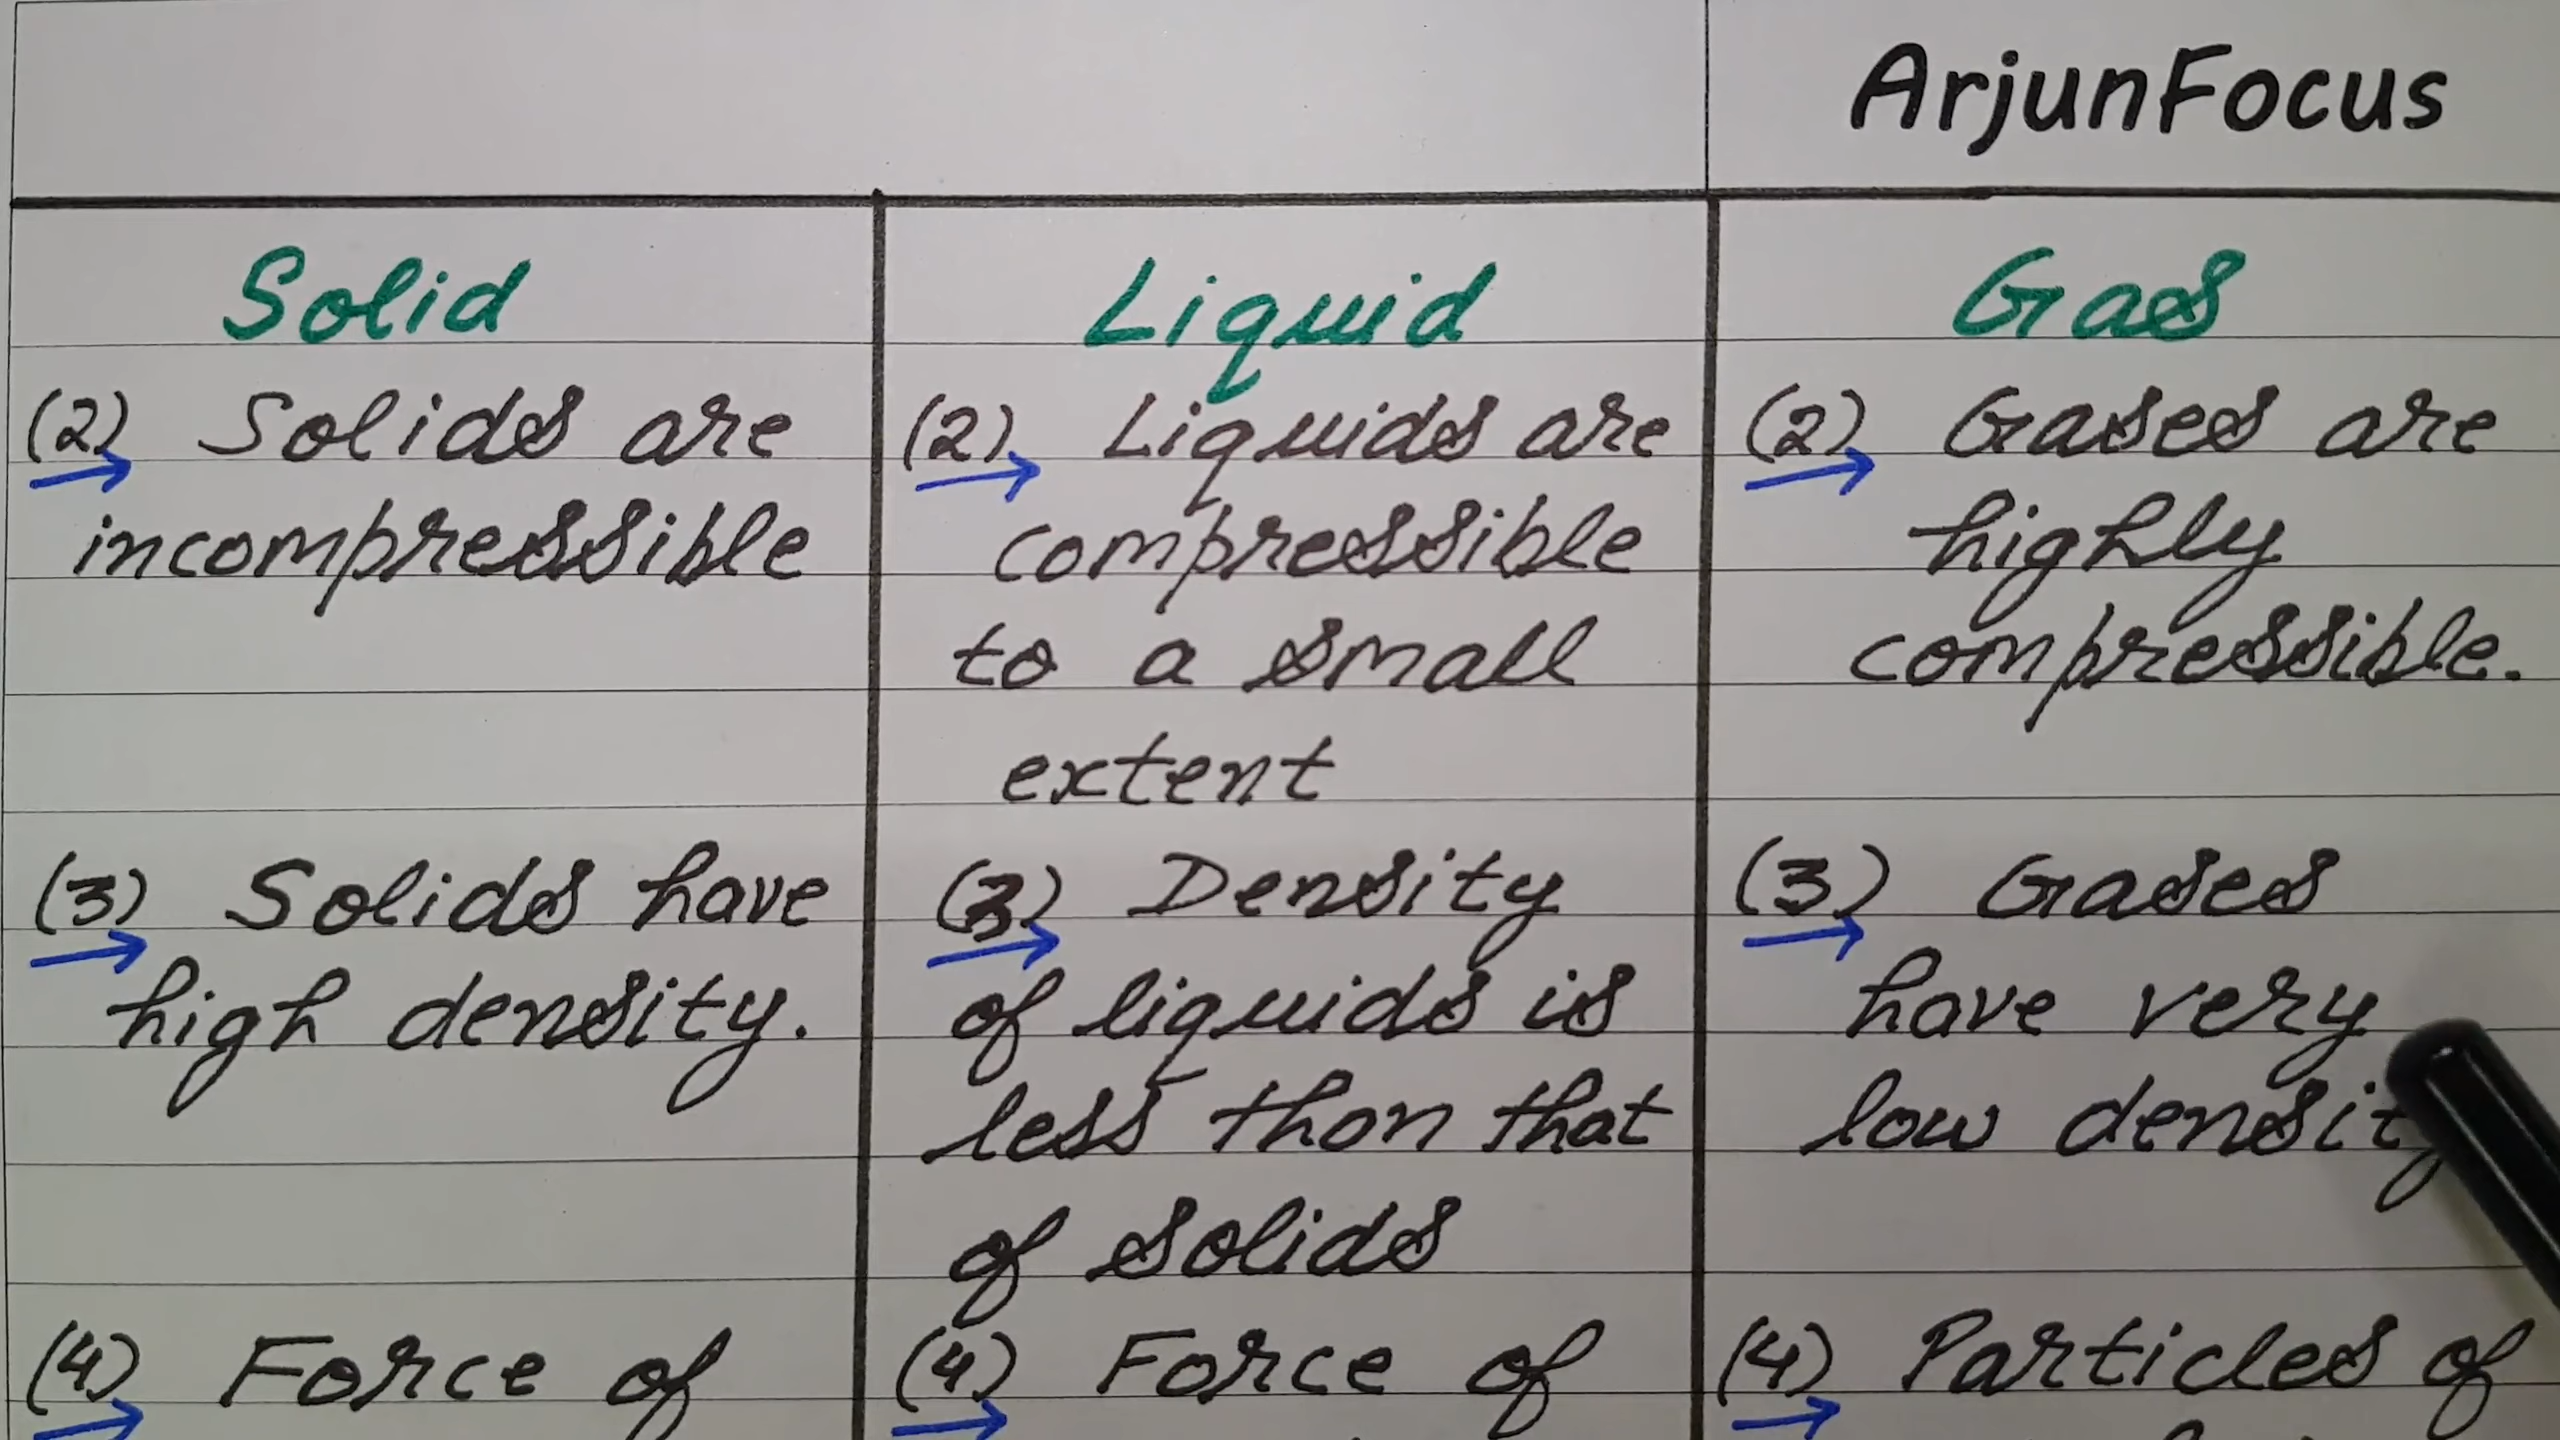 ArjunFocus
Solid
(2) Solids are
incompressible
(3) Solids have
high density.
(4) Force of
Liquid
(2) Liquids are
compressible
to a small
extent
(3) Density
of liquids is
less than that
of solids
(4) Force of
Gas
(2) Gases are
highly
compressible.
(3) Gases
have very
low density
(4) Particles of